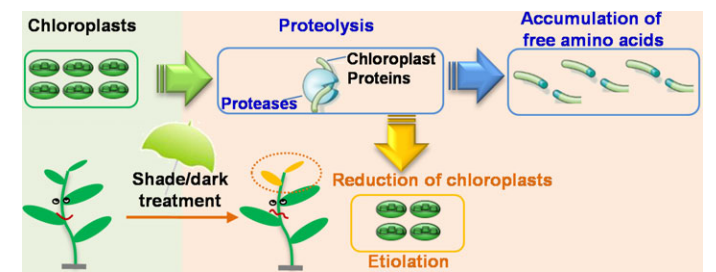 Chloroplasts
Proteolysis
Accumulation of
free amino acids
Chloroplast
Proteins
Proteases
Shade/dark
treatment
Reduction of chloroplasts
Etiolation